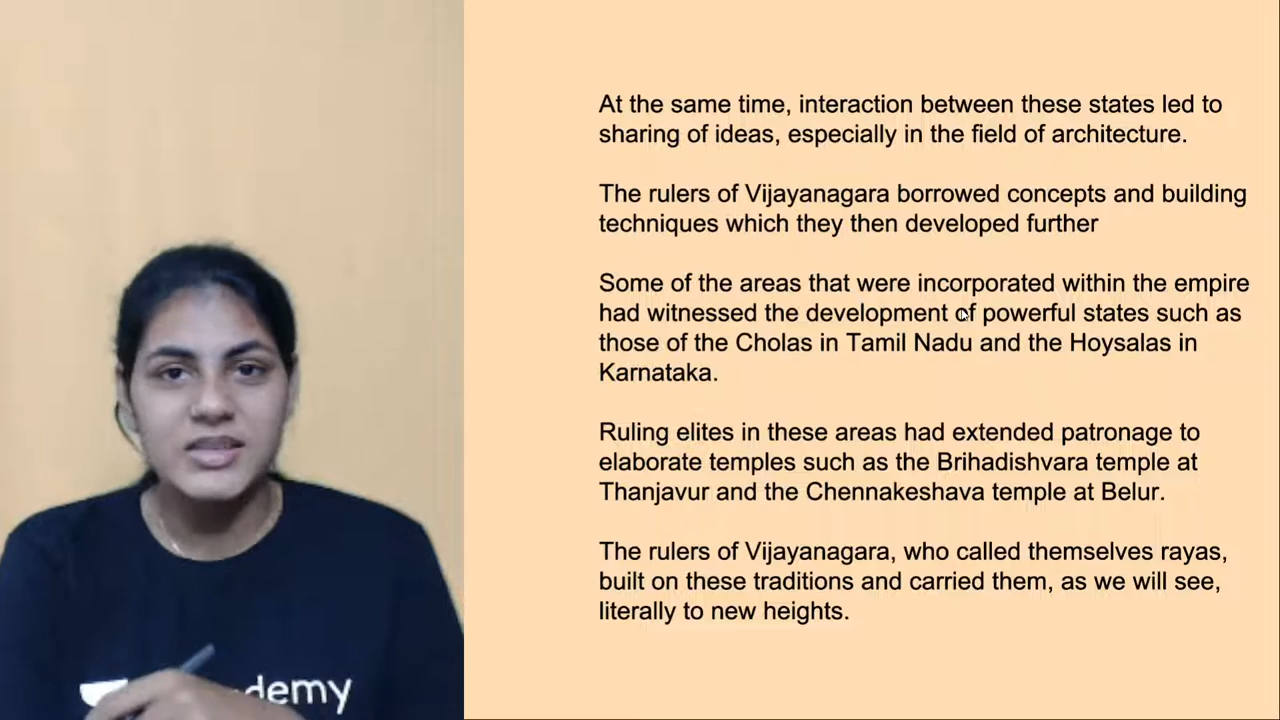 At the same time, interaction between these states led to
sharing of ideas, especially in the field of architecture.
The rulers of Vijayanagara borrowed concepts and building
techniques which they then developed further
Some of the areas that were incorporated within the empire
had witnessed the development of powerful states such as
those of the Cholas in Tamil Nadu and the Hoysalas in
Karnataka.
Ruling elites in these areas had extended patronage to
elaborate temples such as the Brihadishvara temple at
Thanjavur and the Chennakeshava temple at Belur.
The rulers of Vijayanagara, who called themselves rayas,
built on these traditions and carried them, as we will see,
literally to new heights.
demy